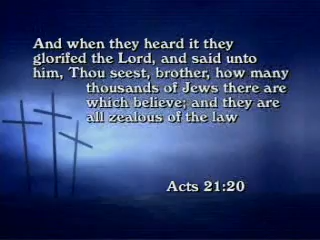 And when they heard it they
glorifed the Lord, and said unto
him, Thou seest, brother, how many
thousands of Jews there are
which believe; and they are
all zealous of the law
Acts 21:20